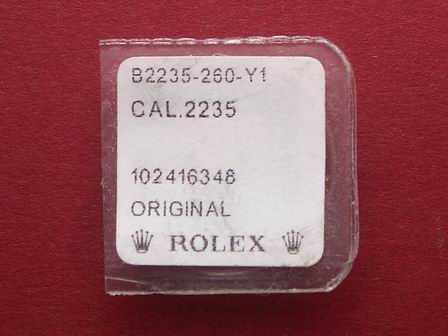 B2235-260-Y1
CAL.2235
102416348
ORIGINAL
ROLEX